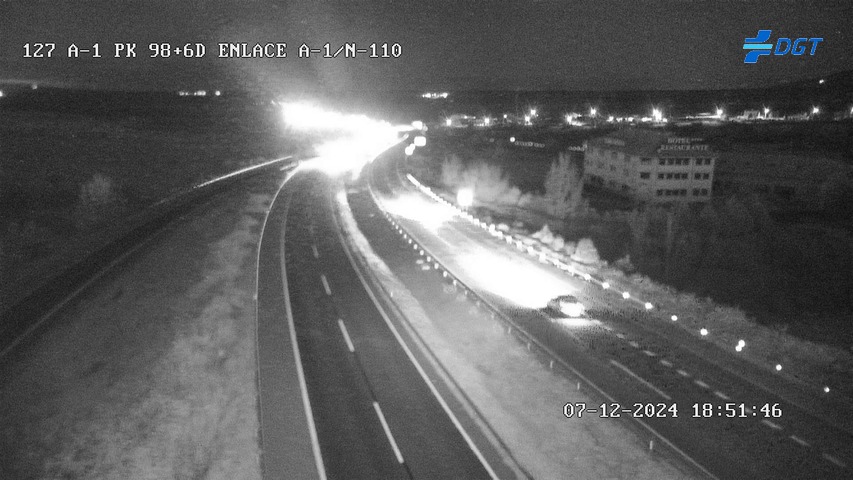 127 A-1 PK 98+6D ENLACE A-1/N-110
DGT
HOTEL
RESTAURANTE
07-12-2024 18:51:46